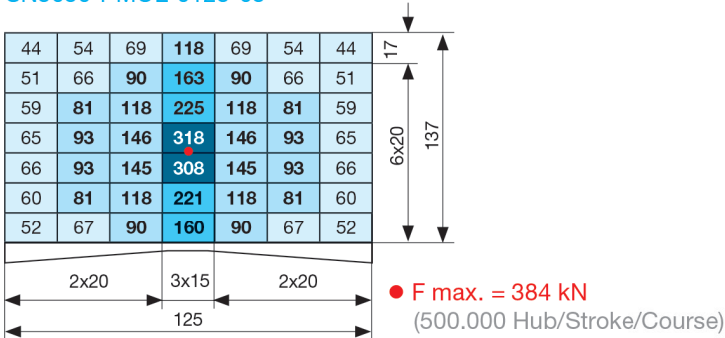 44 54 69 118 69 54 44
17
51 66 90 163 90 66 51
59 81 118 225 118 81 59
65 93 146 318 146 93 65
6x20
137
66 93 145 308 145 93 66
60 81 118 221 118 81 60
52 67 90 160 90 67 52
2x20 3x15 2x20
125
F max. = 384 kN
(500.000 Hub/Stroke/Course)